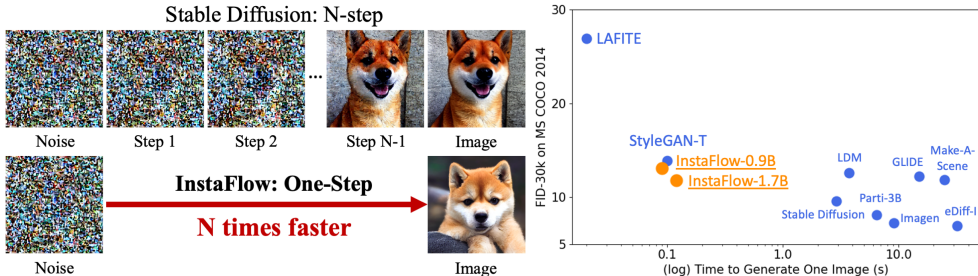 Stable Diffusion: N-step
...
Noise Step 1 Step 2 Step N-1 Image
InstaFlow: One-Step
N times faster
Noise Image
FID-30k on MS COCO 2014
30
25
20
15
10
5
LAFITE
StyleGAN-T
InstaFlow-0.9B
InstaFlow-1.7B
LDM
GLIDE
Make-A-
Scene
Stable Diffusion
Parti-3B
Imagen
eDiff-I
0.1 1.0 10.0
(log) Time to Generate One Image (s)